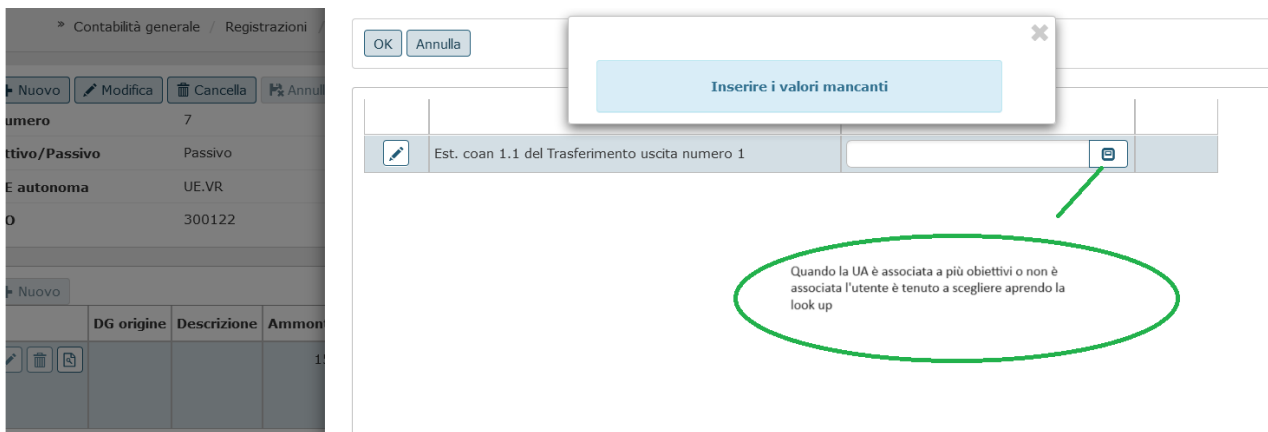 » Contabilità generale / Registrazioni /
Nuovo Modifica Cancella Annull
umero 7
ttivo/Passivo Passivo
E autonoma UE.VR
O 300122
Nuovo
DG origine Descrizione Ammont
15
OK Annulla
Inserire i valori mancanti
Est. coan 1.1 del Trasferimento uscita numero 1
Quando la UA è associata a più obiettivi o non è
associata l'utente è tenuto a scegliere aprendo la
look up